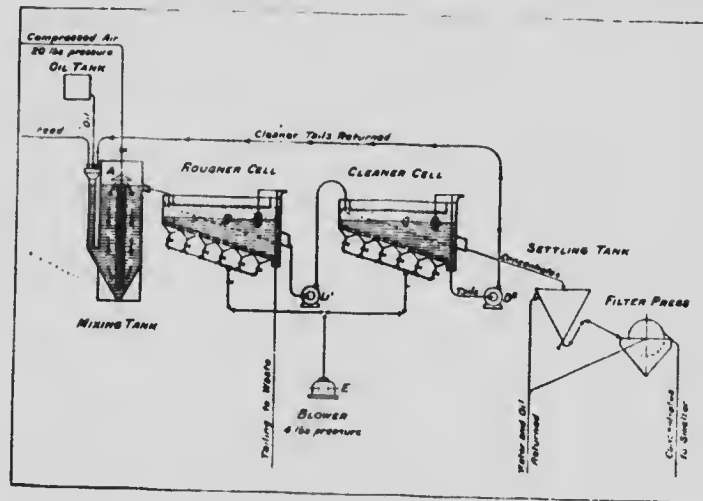 Compressed Air
20 lbs pressure
OIL TANK
Oil
Feed
Cleaner Tails Returned
A
ROUGHER CELL
CLEANER CELL
SETTLING TANK
Concentrates
FILTER PRESS
MIXING TANK
D¹
Tails
D²
E
BLOWER
4 lbs pressure
Tailing to Waste
Water and Oil
Returned
Concentrates
to Smelter